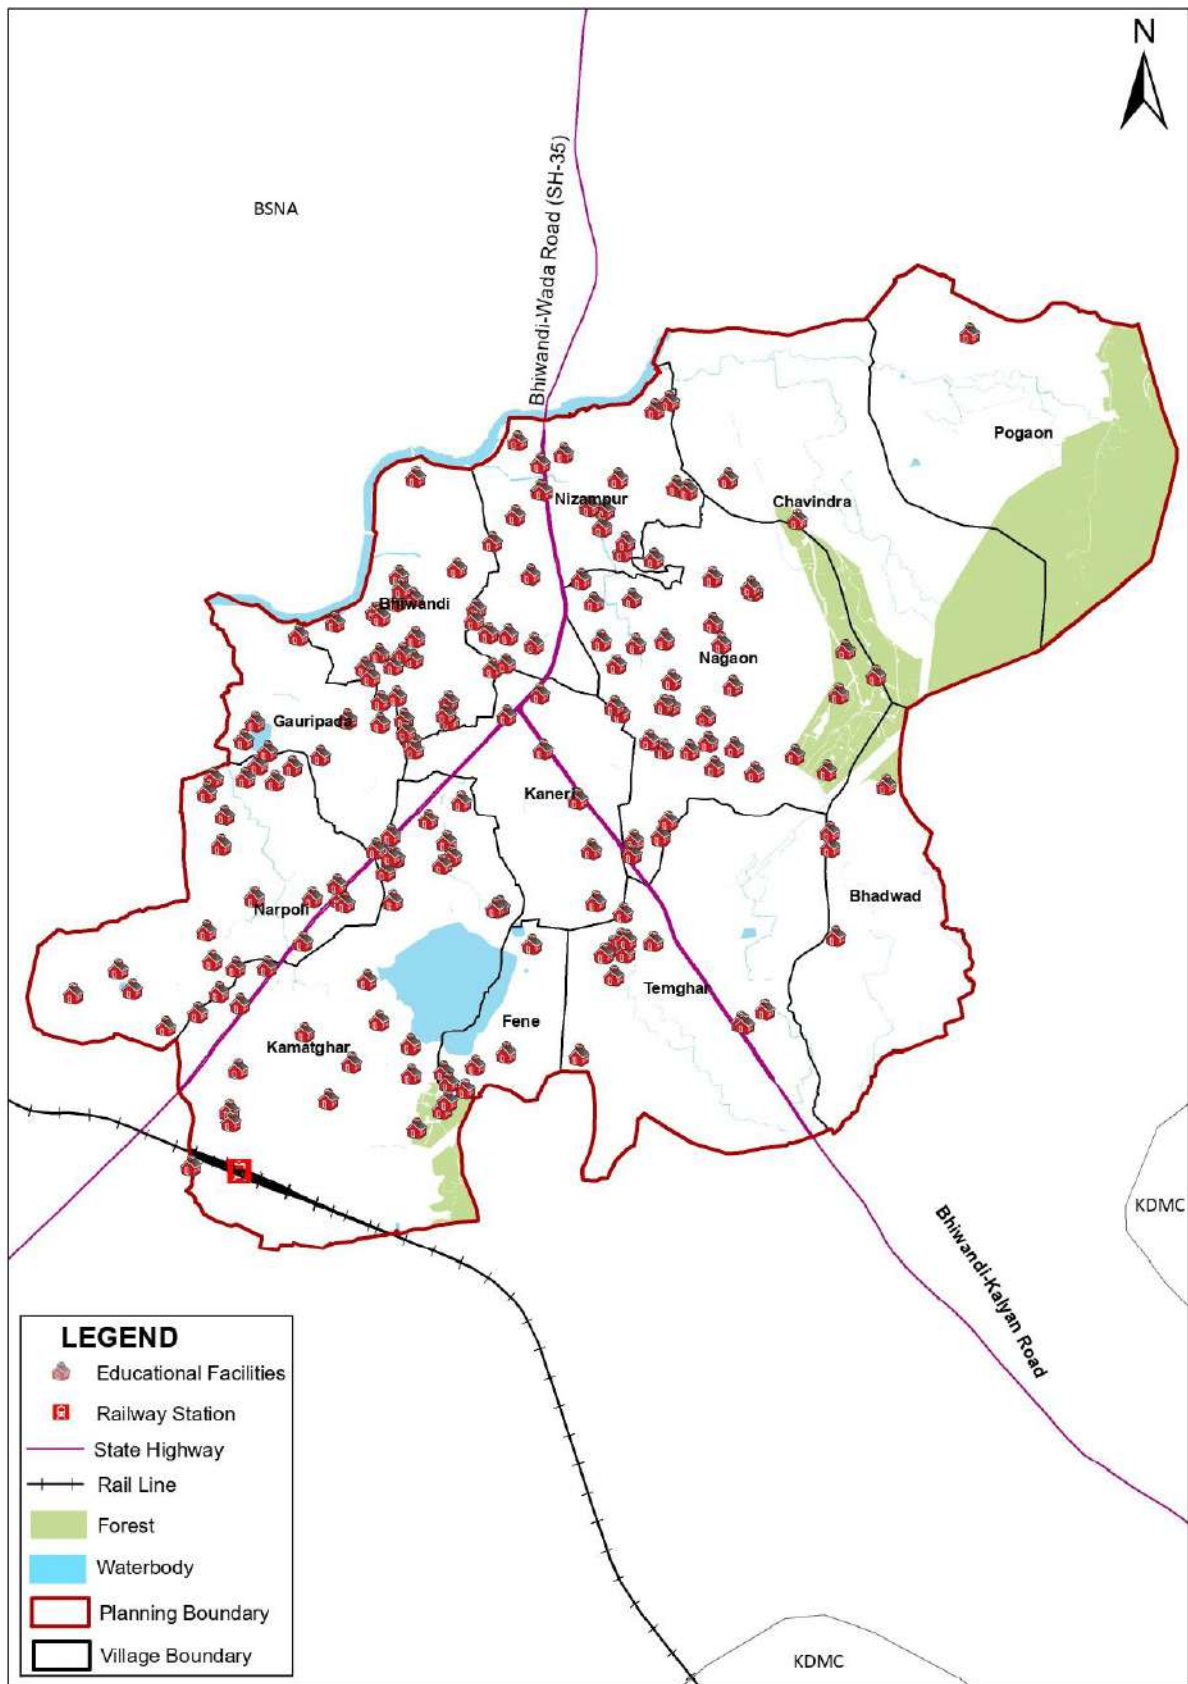 N
BSNA
Bhiwandi-Wada Road (SH-35)
Pogaon
Nizampur
Chavindra
Bhiwandi
Nagaon
Gauripada
Kaneri
Bhadwad
Narpoli
Temghar
Fene
Kamatghar
KDMC
Bhiwandi-Kalyan Road
LEGEND
Educational Facilities
Railway Station
State Highway
Rail Line
Forest
Waterbody
Planning Boundary
Village Boundary
KDMC